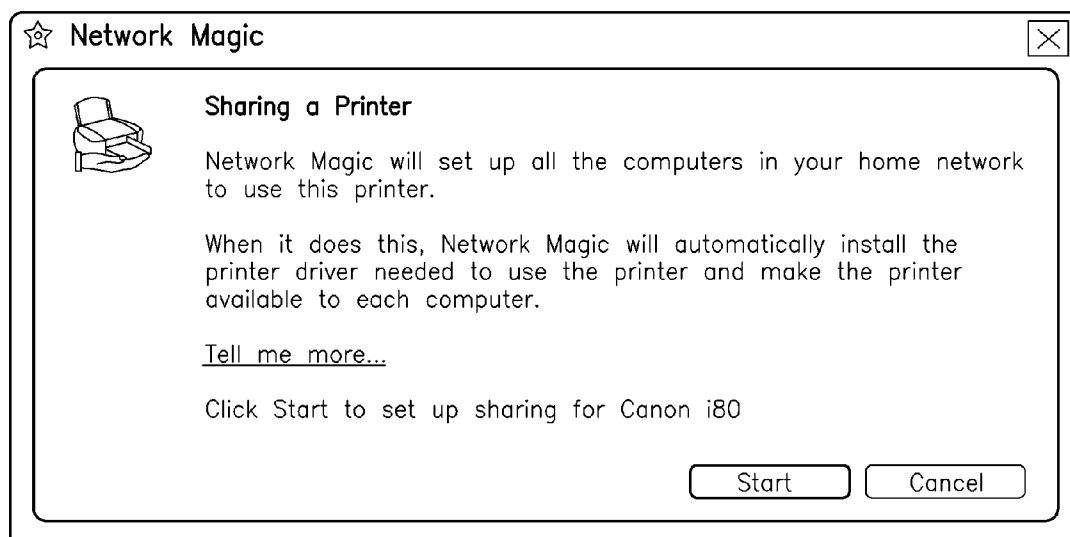 Network Magic
Sharing a Printer
Network Magic will set up all the computers in your home network
to use this printer.
When it does this, Network Magic will automatically install the
printer driver needed to use the printer and make the printer
available to each computer.
Tell me more...
Click Start to set up sharing for Canon i80
Start
Cancel